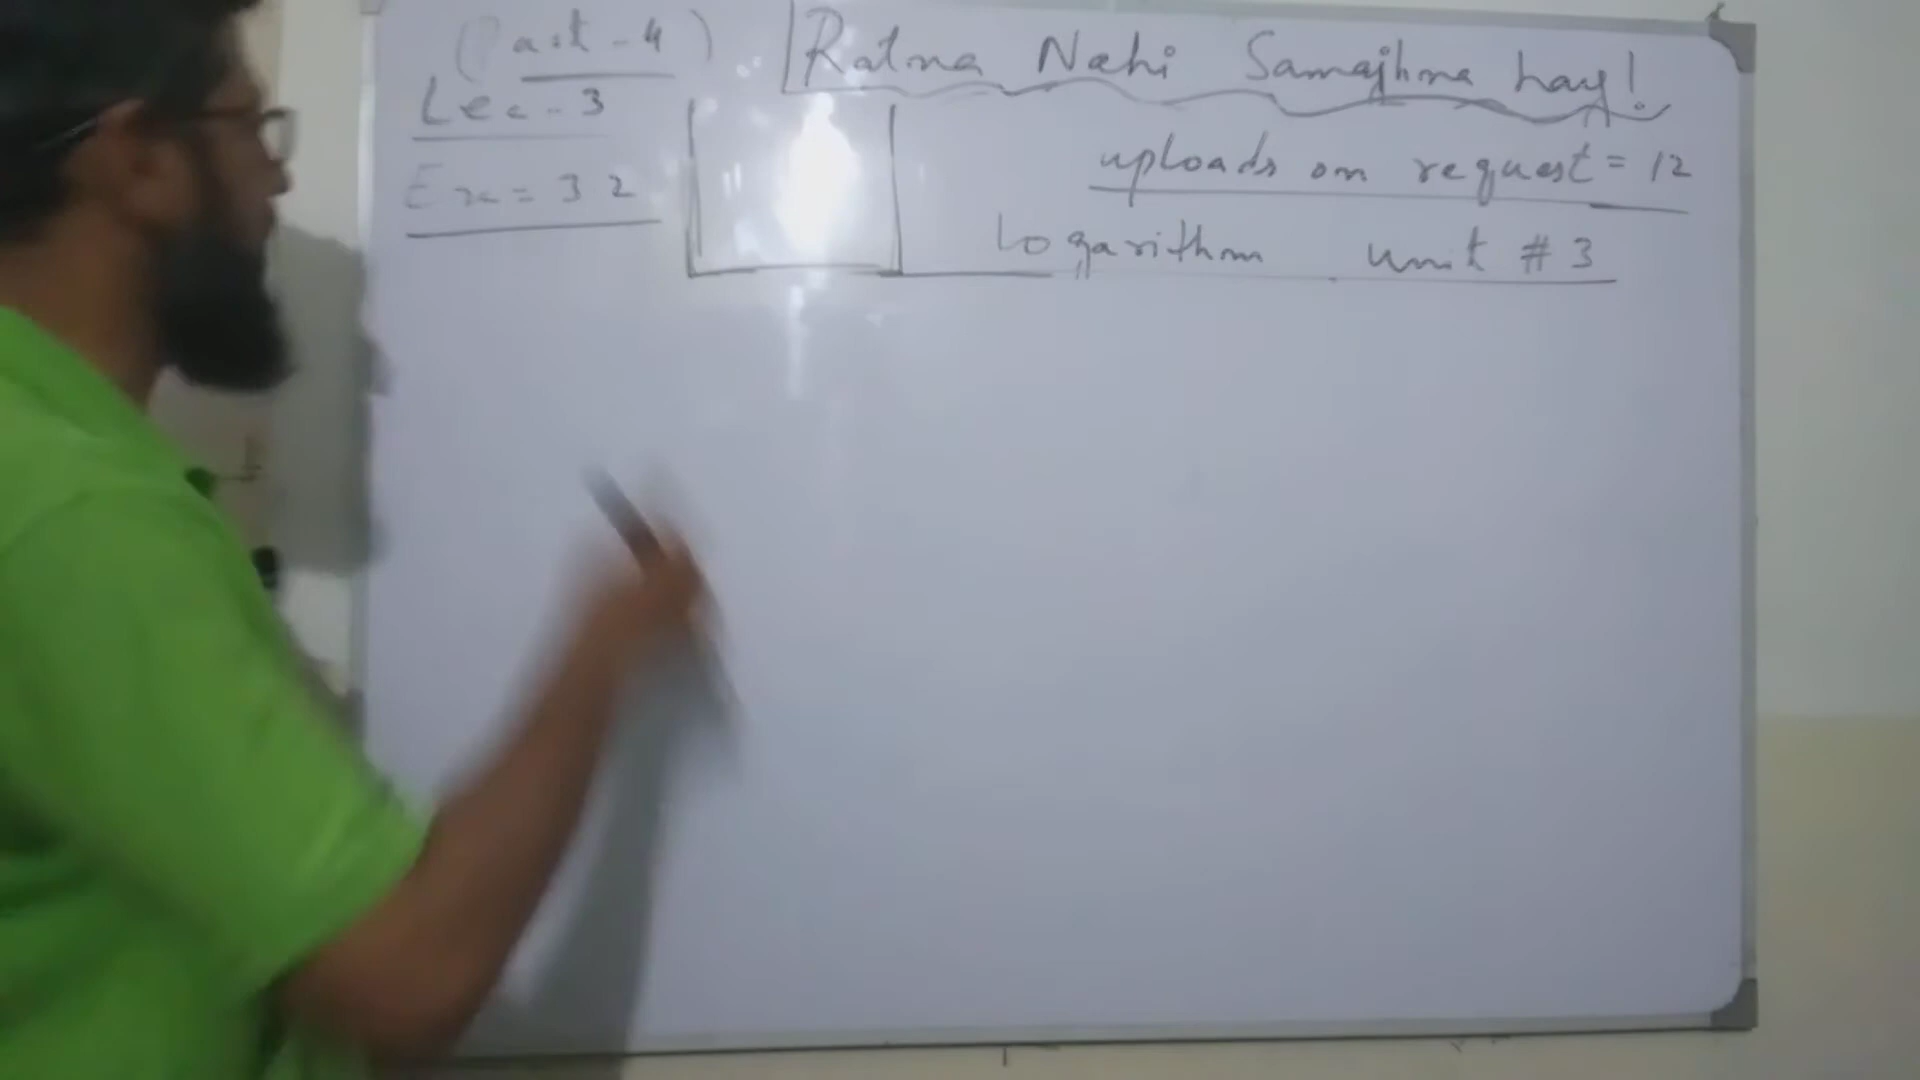 (Part - 4)
Ratna Nahi Samajhna hay!
Lec - 3
uploads on request = 12
Ex = 3 2
Logarithm unit # 3